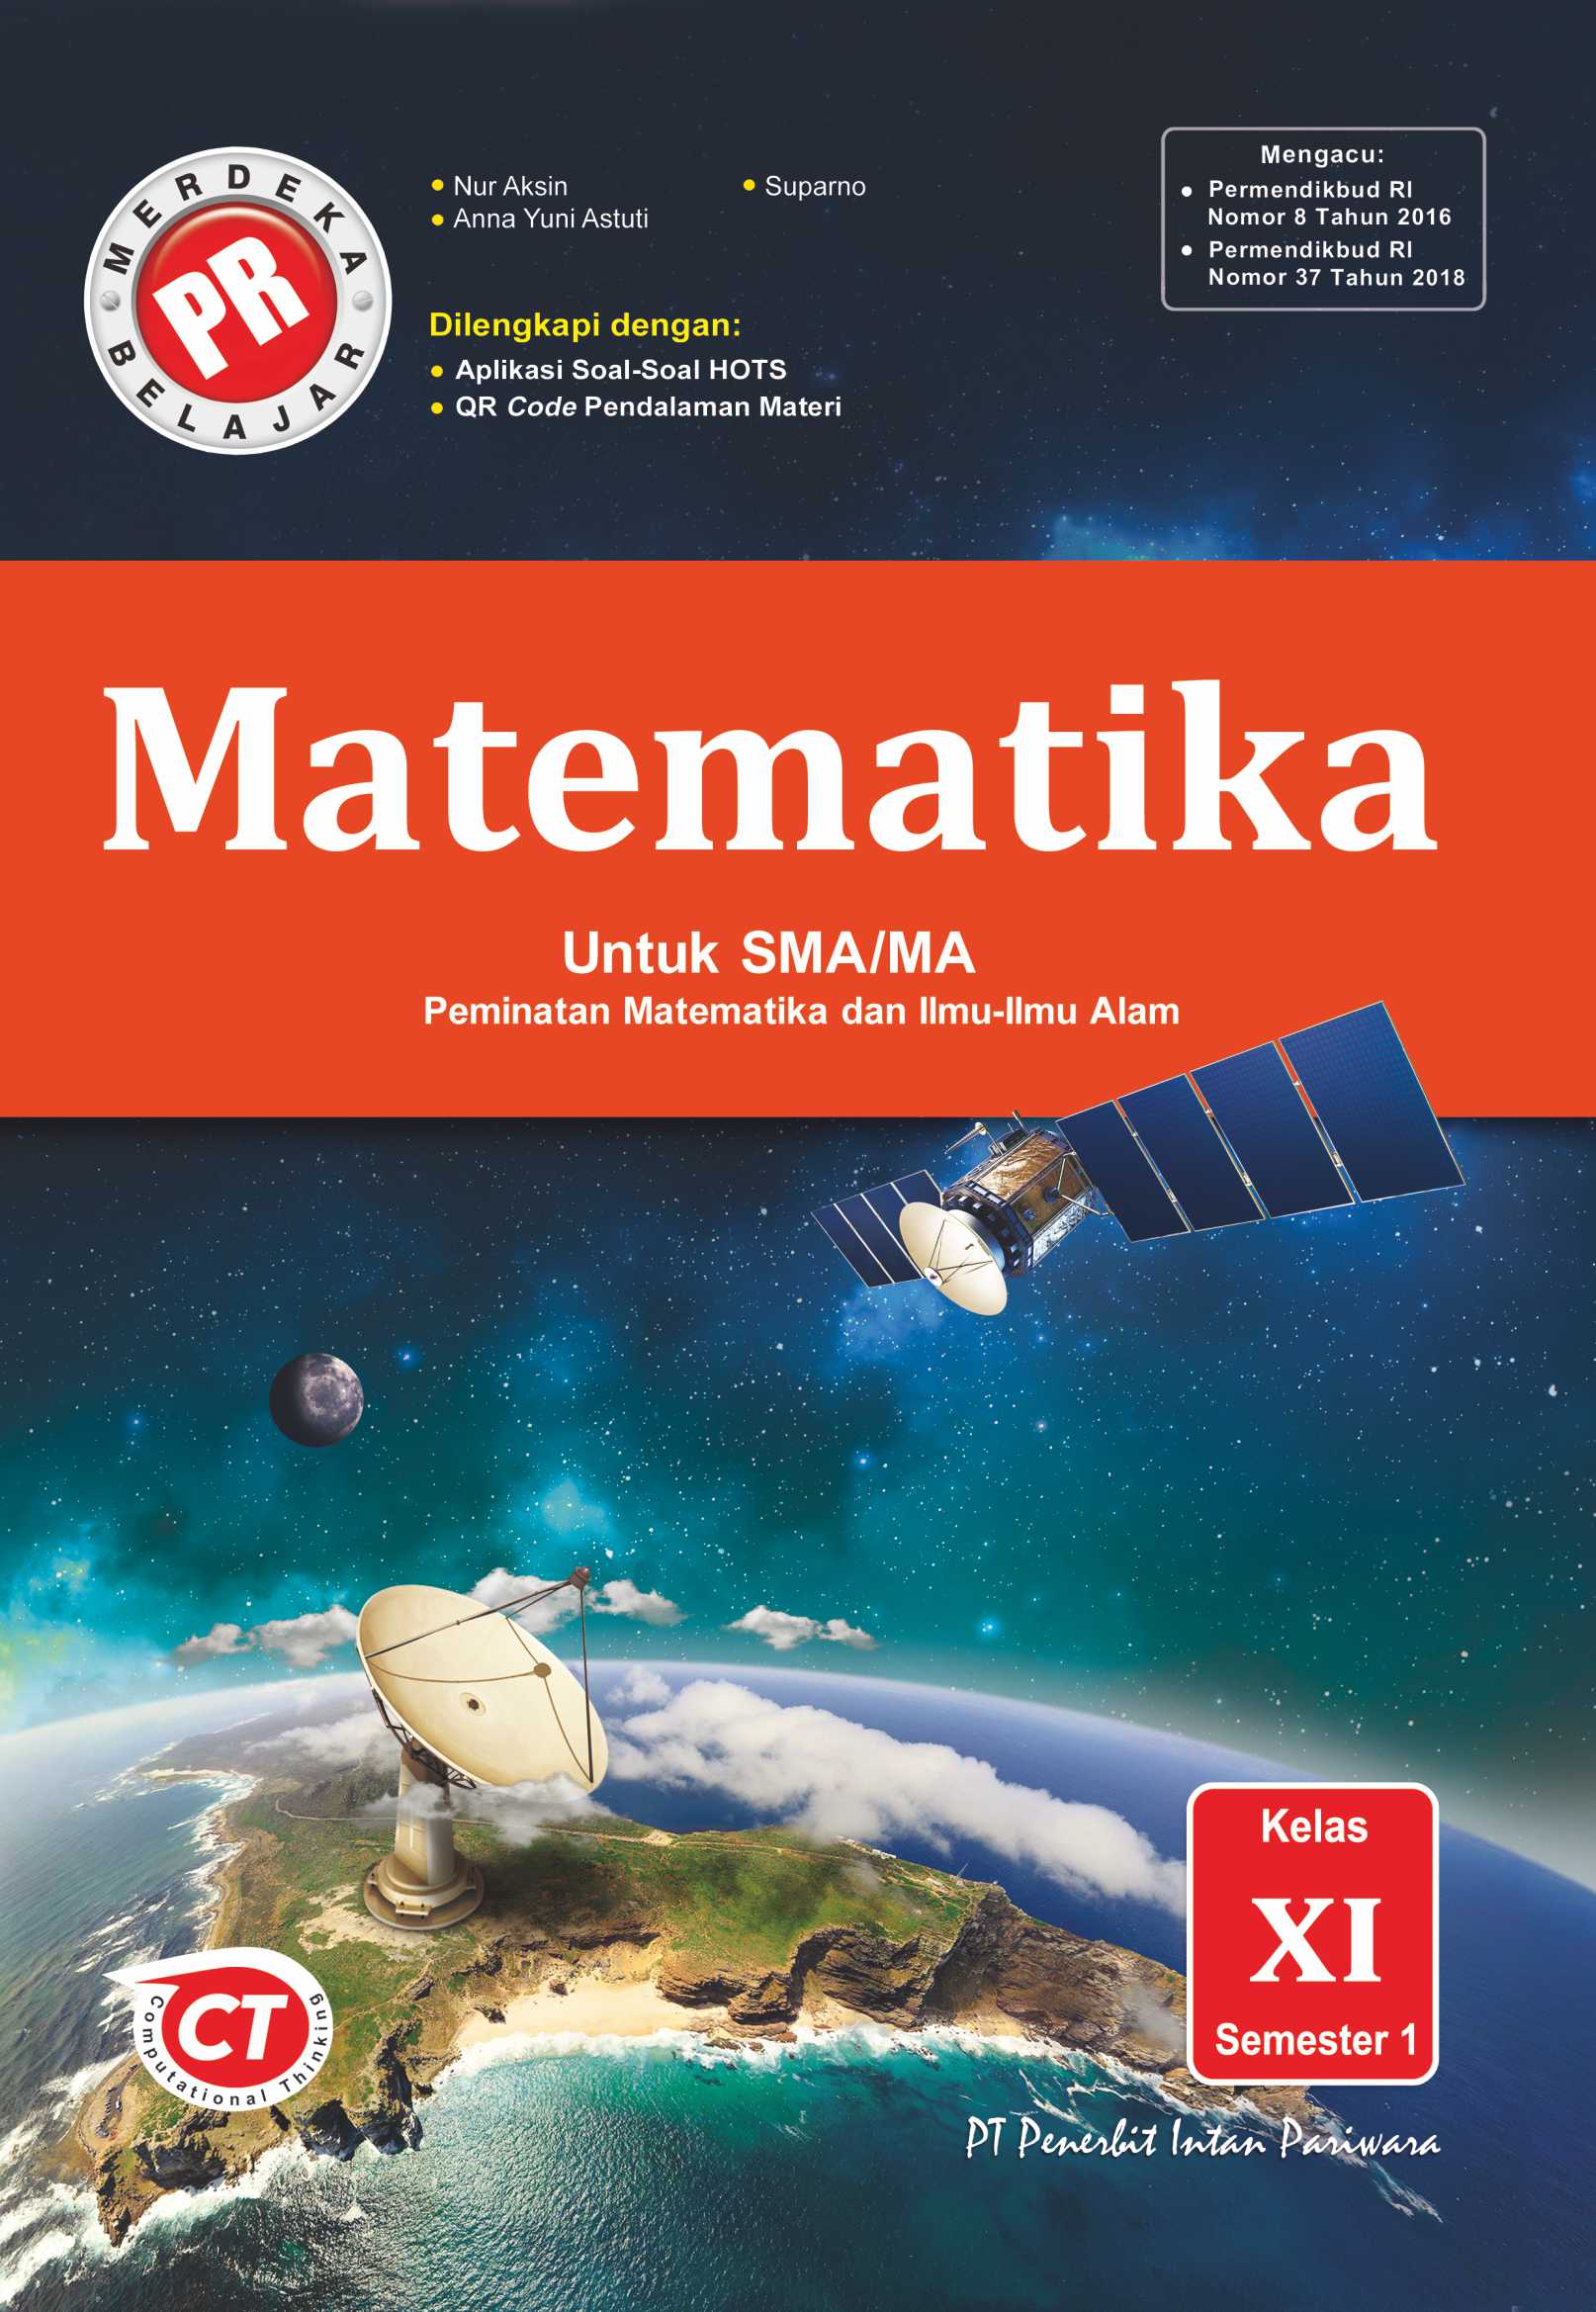 MERDEKA
PR
BELAJAR
• Nur Aksin
• Anna Yuni Astuti
• Suparno
Dilengkapi dengan:
• Aplikasi Soal-Soal HOTS
• QR Code Pendalaman Materi
Mengacu:
• Permendikbud RI
Nomor 8 Tahun 2016
• Permendikbud RI
Nomor 37 Tahun 2018
Matematika
Untuk SMA/MA
Peminatan Matematika dan Ilmu-Ilmu Alam
Kelas
XI
Semester 1
CT
Computational Thinking
PT Penerbit Intan Pariwara